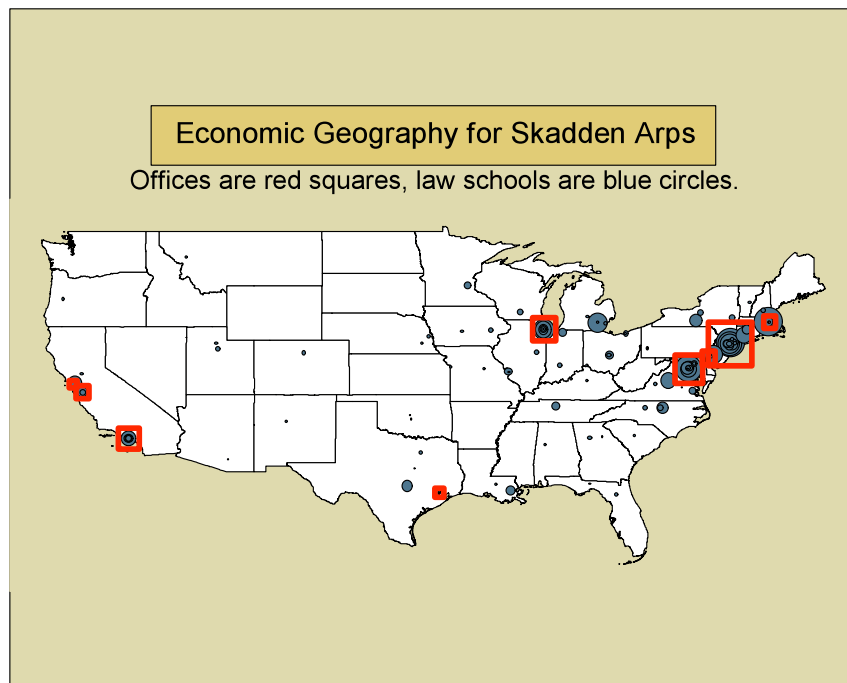 Economic Geography for Skadden Arps
Offices are red squares, law schools are blue circles.